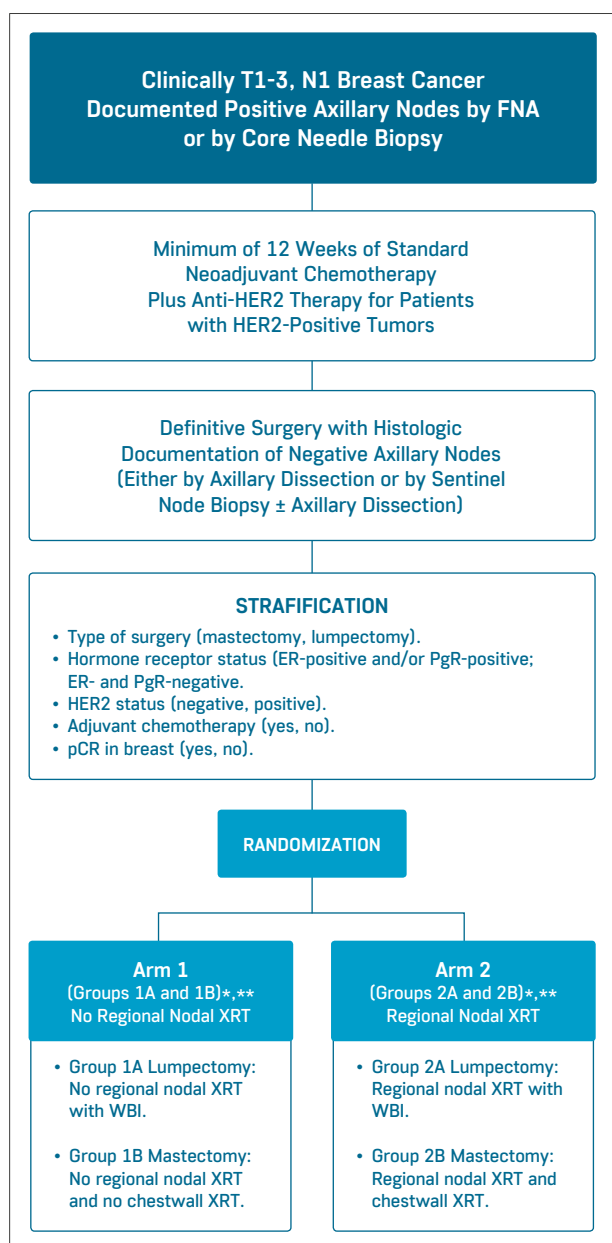 Clinically T1-3, N1 Breast Cancer
Documented Positive Axillary Nodes by FNA
or by Core Needle Biopsy
Minimum of 12 Weeks of Standard
Neoadjuvant Chemotherapy
Plus Anti-HER2 Therapy for Patients
with HER2-Positive Tumors
Definitive Surgery with Histologic
Documentation of Negative Axillary Nodes
(Either by Axillary Dissection or by Sentinel
Node Biopsy ± Axillary Dissection)
STRAFIFICATION
• Type of surgery (mastectomy, lumpectomy).
• Hormone receptor status (ER-positive and/or PgR-positive;
ER- and PgR-negative.
• HER2 status (negative, positive).
• Adjuvant chemotherapy (yes, no).
• pCR in breast (yes, no).
RANDOMIZATION
Arm 1
(Groups 1A and 1B)*,**
No Regional Nodal XRT
• Group 1A Lumpectomy:
No regional nodal XRT
with WBI.
• Group 1B Mastectomy:
No regional nodal XRT
and no chestwall XRT.
Arm 2
(Groups 2A and 2B)*,**
Regional Nodal XRT
• Group 2A Lumpectomy:
Regional nodal XRT with
WBI.
• Group 2B Mastectomy:
Regional nodal XRT and
chestwall XRT.